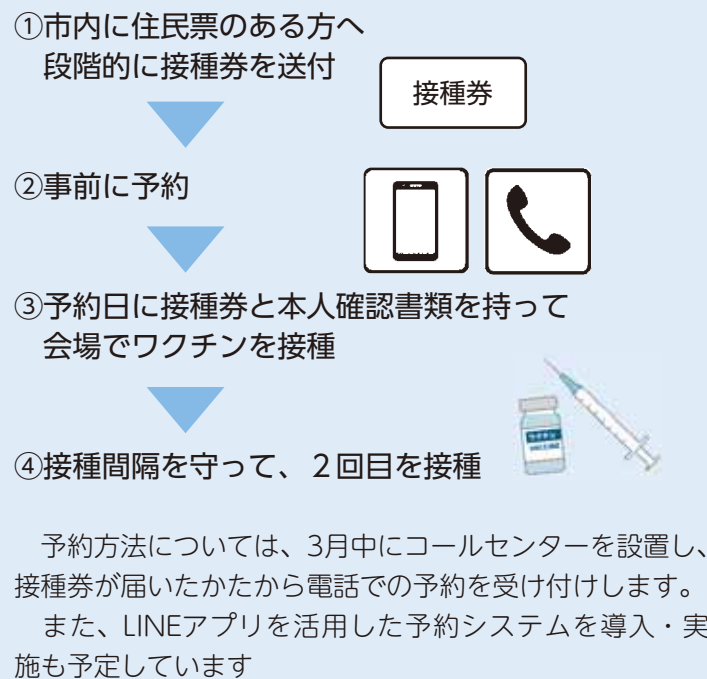 ①市内に住民票のある方へ
段階的に接種券を送付
接種券
②事前に予約
③予約日に接種券と本人確認書類を持って
会場でワクチンを接種
④接種間隔を守って、２回目を接種
予約方法については、3月中にコールセンターを設置し、
接種券が届いたかたから電話での予約を受け付けします。
また、LINEアプリを活用した予約システムを導入・実
施も予定しています